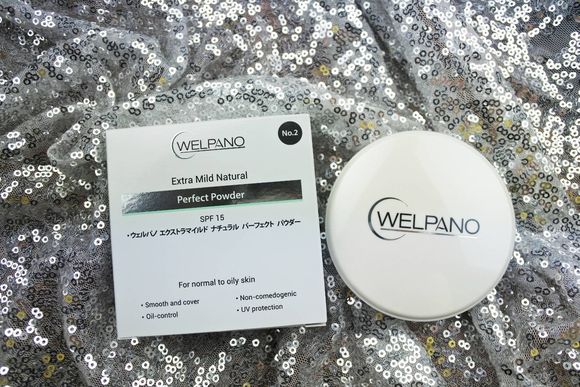 WELPANO
No.2
Extra Mild Natural
Perfect Powder
SPF 15
・ウェルパノ エクストラマイルド ナチュラル パーフェクト パウダー
For normal to oily skin
• Smooth and cover
• Non-comedogenic
• Oil-control
• UV protection
WELPANO